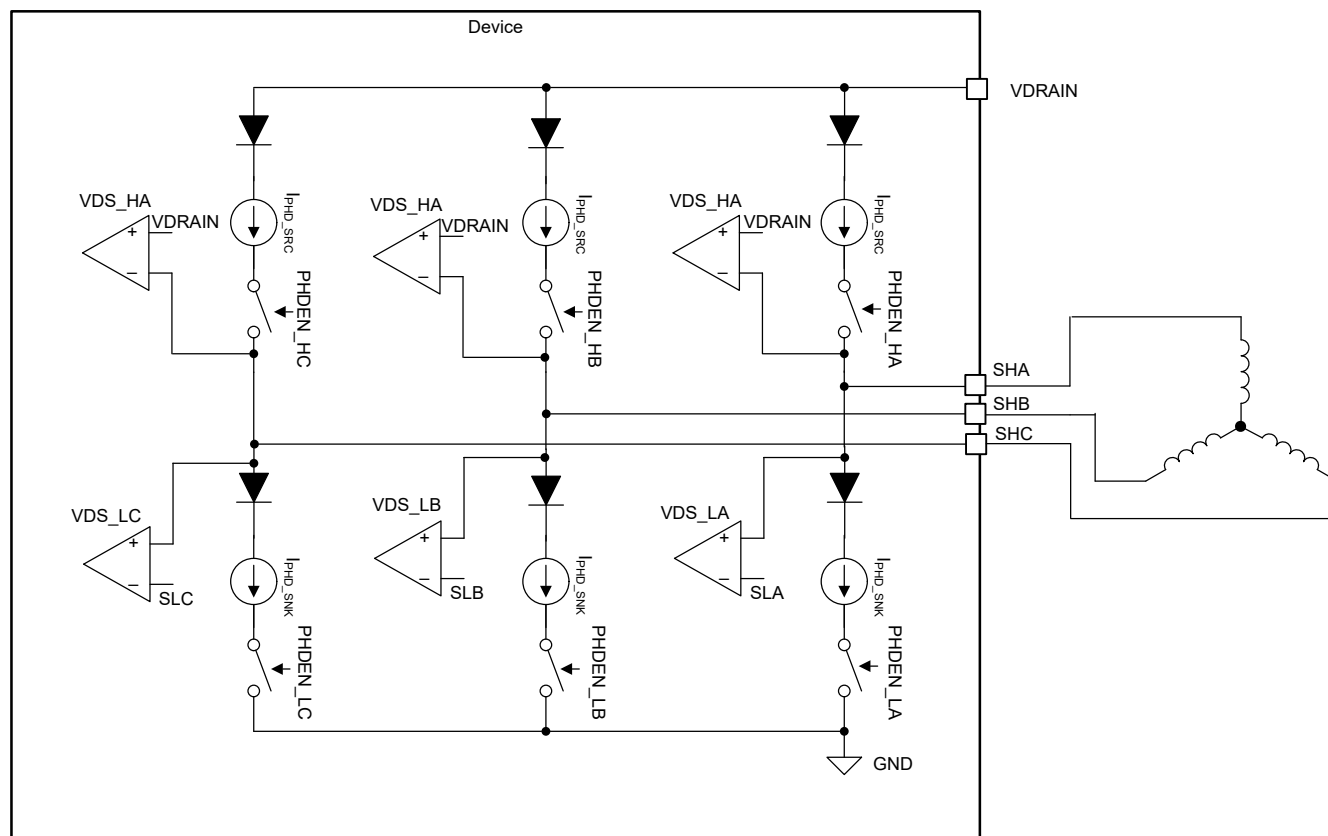 Device
VDRAIN
VDS_HA
VDRAIN
IPHD_SRC
PHDEN_HC
VDS_HA
VDRAIN
IPHD_SRC
PHDEN_HB
VDS_HA
VDRAIN
IPHD_SRC
PHDEN_HA
SHA
SHB
SHC
VDS_LC
SLC
IPHD_SNK
PHDEN_LC
VDS_LB
SLB
IPHD_SNK
PHDEN_LB
VDS_LA
SLA
IPHD_SNK
PHDEN_LA
GND